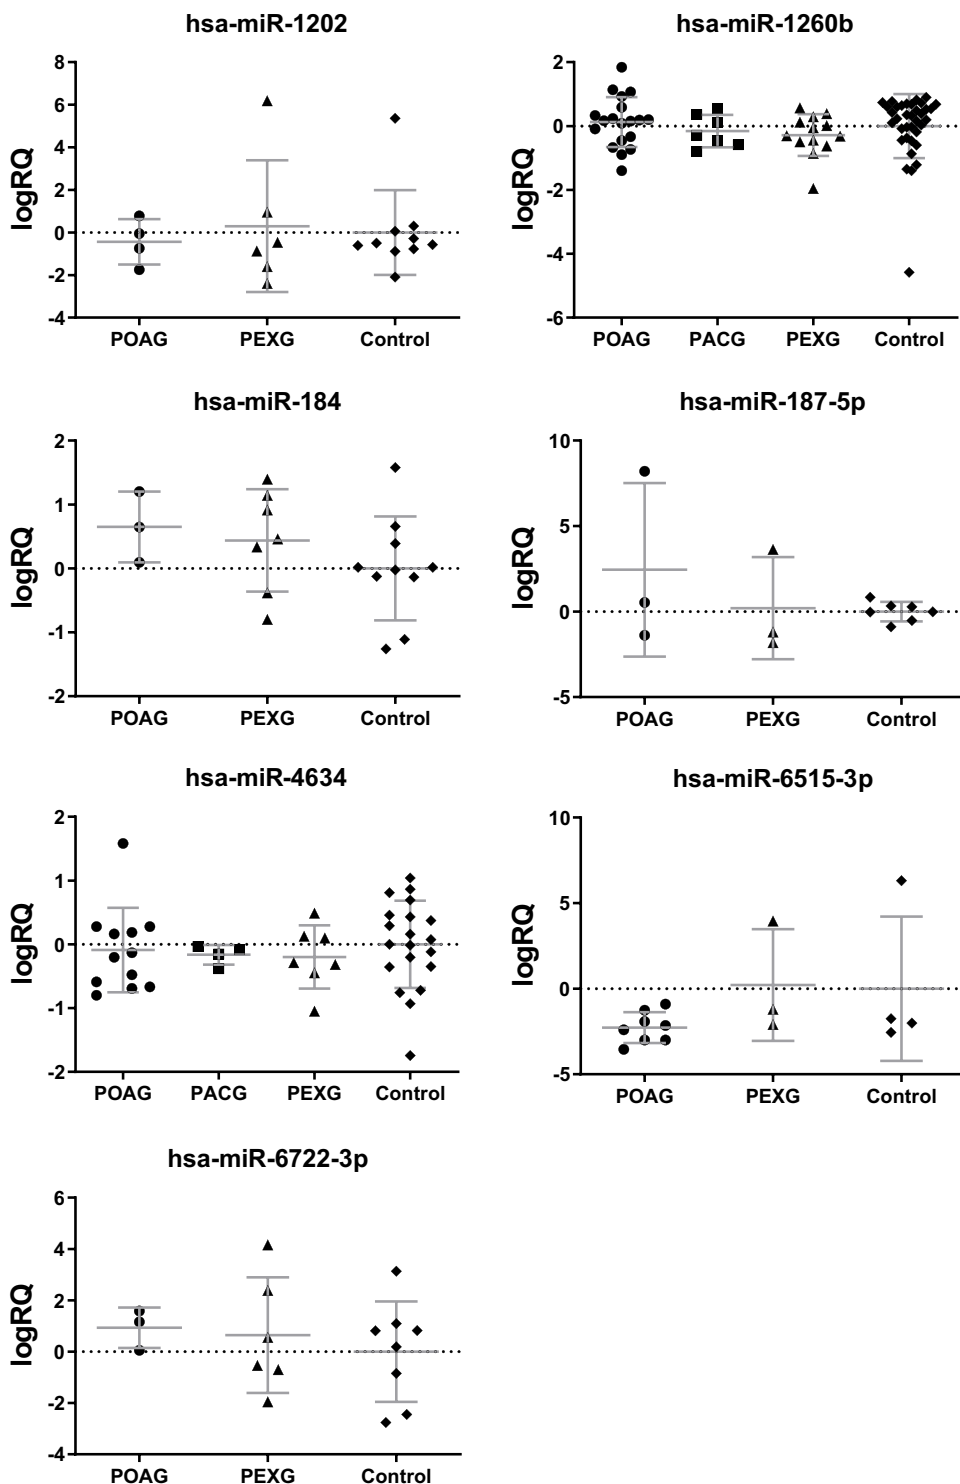 hsa-miR-1202
logRQ
8
6
4
2
0
-2
-4
POAG PEXG Control
hsa-miR-1260b
logRQ
2
0
-2
-4
-6
POAG PACG PEXG Control
hsa-miR-184
logRQ
2
1
0
-1
-2
POAG PEXG Control
hsa-miR-187-5p
logRQ
10
5
0
-5
POAG PEXG Control
hsa-miR-4634
logRQ
2
1
0
-1
-2
POAG PACG PEXG Control
hsa-miR-6515-3p
logRQ
10
5
0
-5
POAG PEXG Control
hsa-miR-6722-3p
logRQ
6
4
2
0
-2
-4
POAG PEXG Control